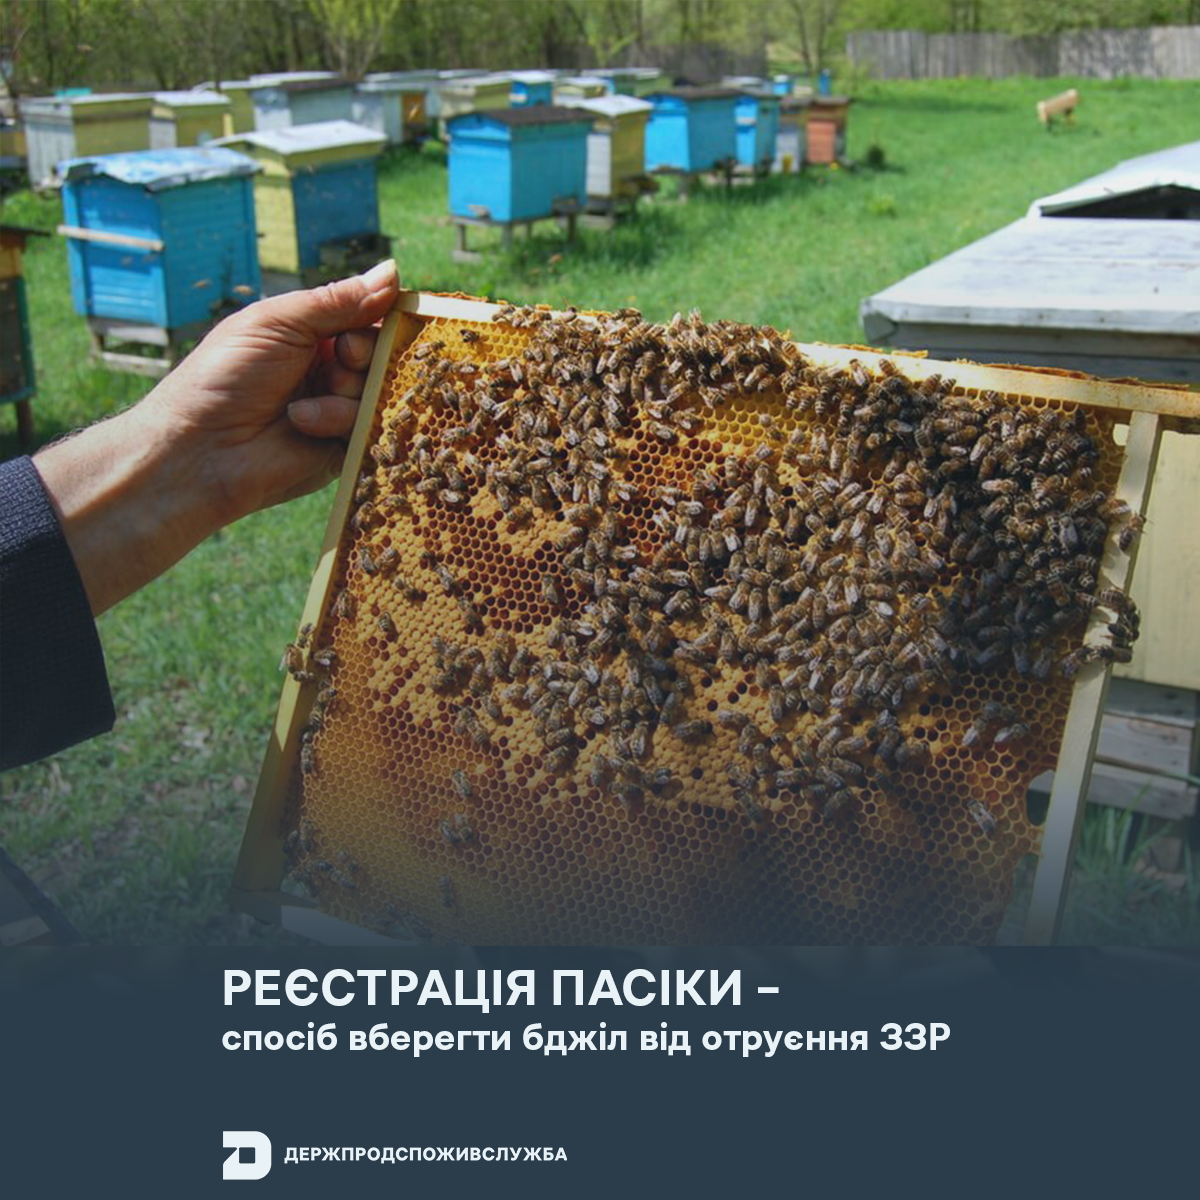 РЕЄСТРАЦІЯ ПАСІКИ –
спосіб вберегти бджіл від отруєння ЗЗР
ДЕРЖПРОДСПОЖИВСЛУЖБА